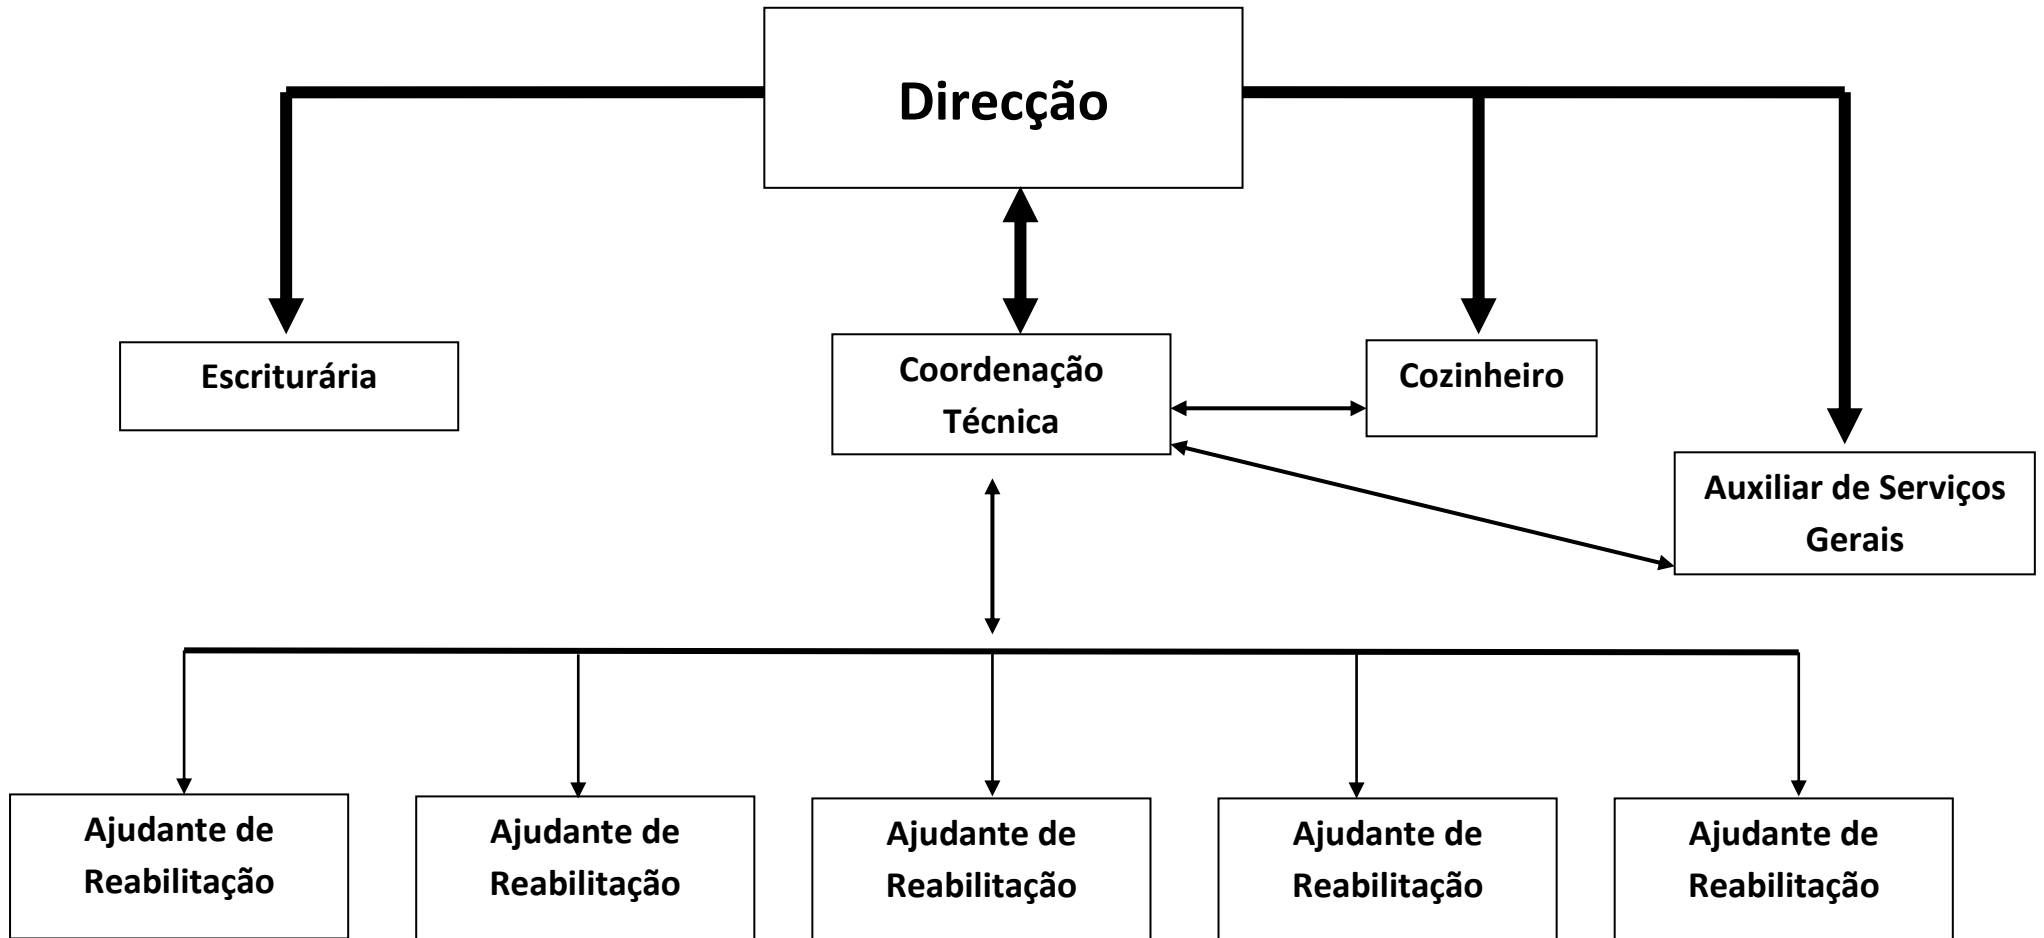 Direcção
Escriturária
Coordenação
Técnica
Cozinheiro
Auxiliar de Serviços
Gerais
Ajudante de
Reabilitação
Ajudante de
Reabilitação
Ajudante de
Reabilitação
Ajudante de
Reabilitação
Ajudante de
Reabilitação